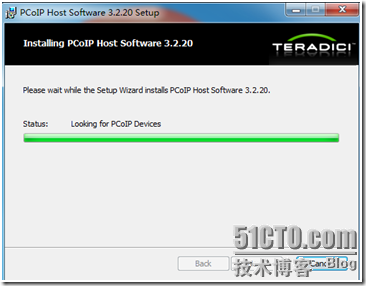 PCoIP Host Software 3.2.20 Setup
Installing PCoIP Host Software 3.2.20
TERADICI
Please wait while the Setup Wizard installs PCoIP Host Software 3.2.20.
Status: Looking for PCoIP Devices
51CTO.com
技术博客 Blog
Back